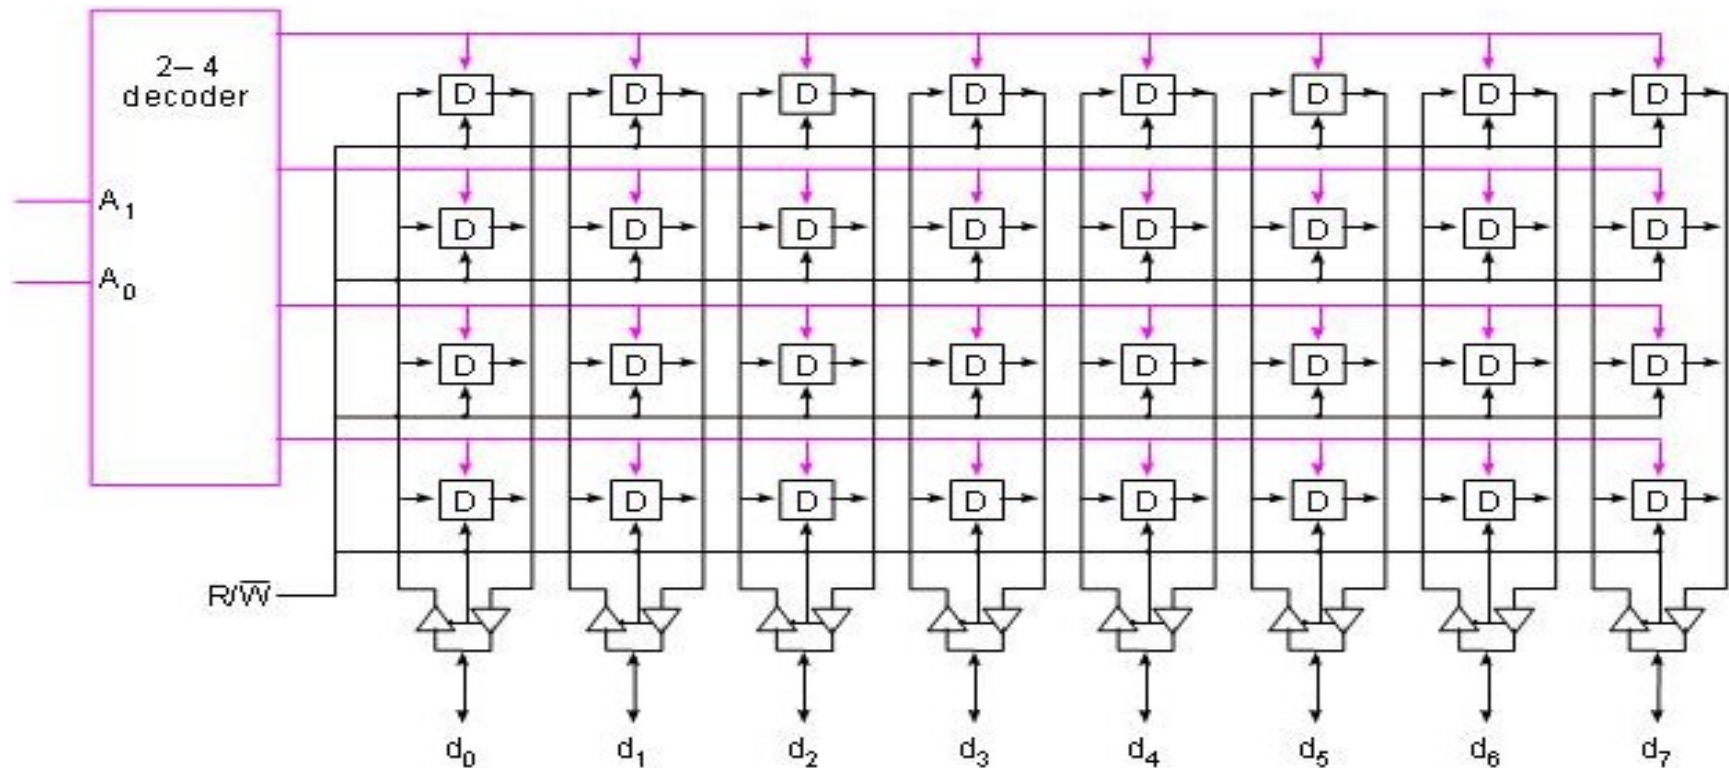 2–4
decoder
A₁
A₀
D D D D D D D D
D D D D D D D D
D D D D D D D D
D D D D D D D D
R/W̅
d₀ d₁ d₂ d₃ d₄ d₅ d₆ d₇